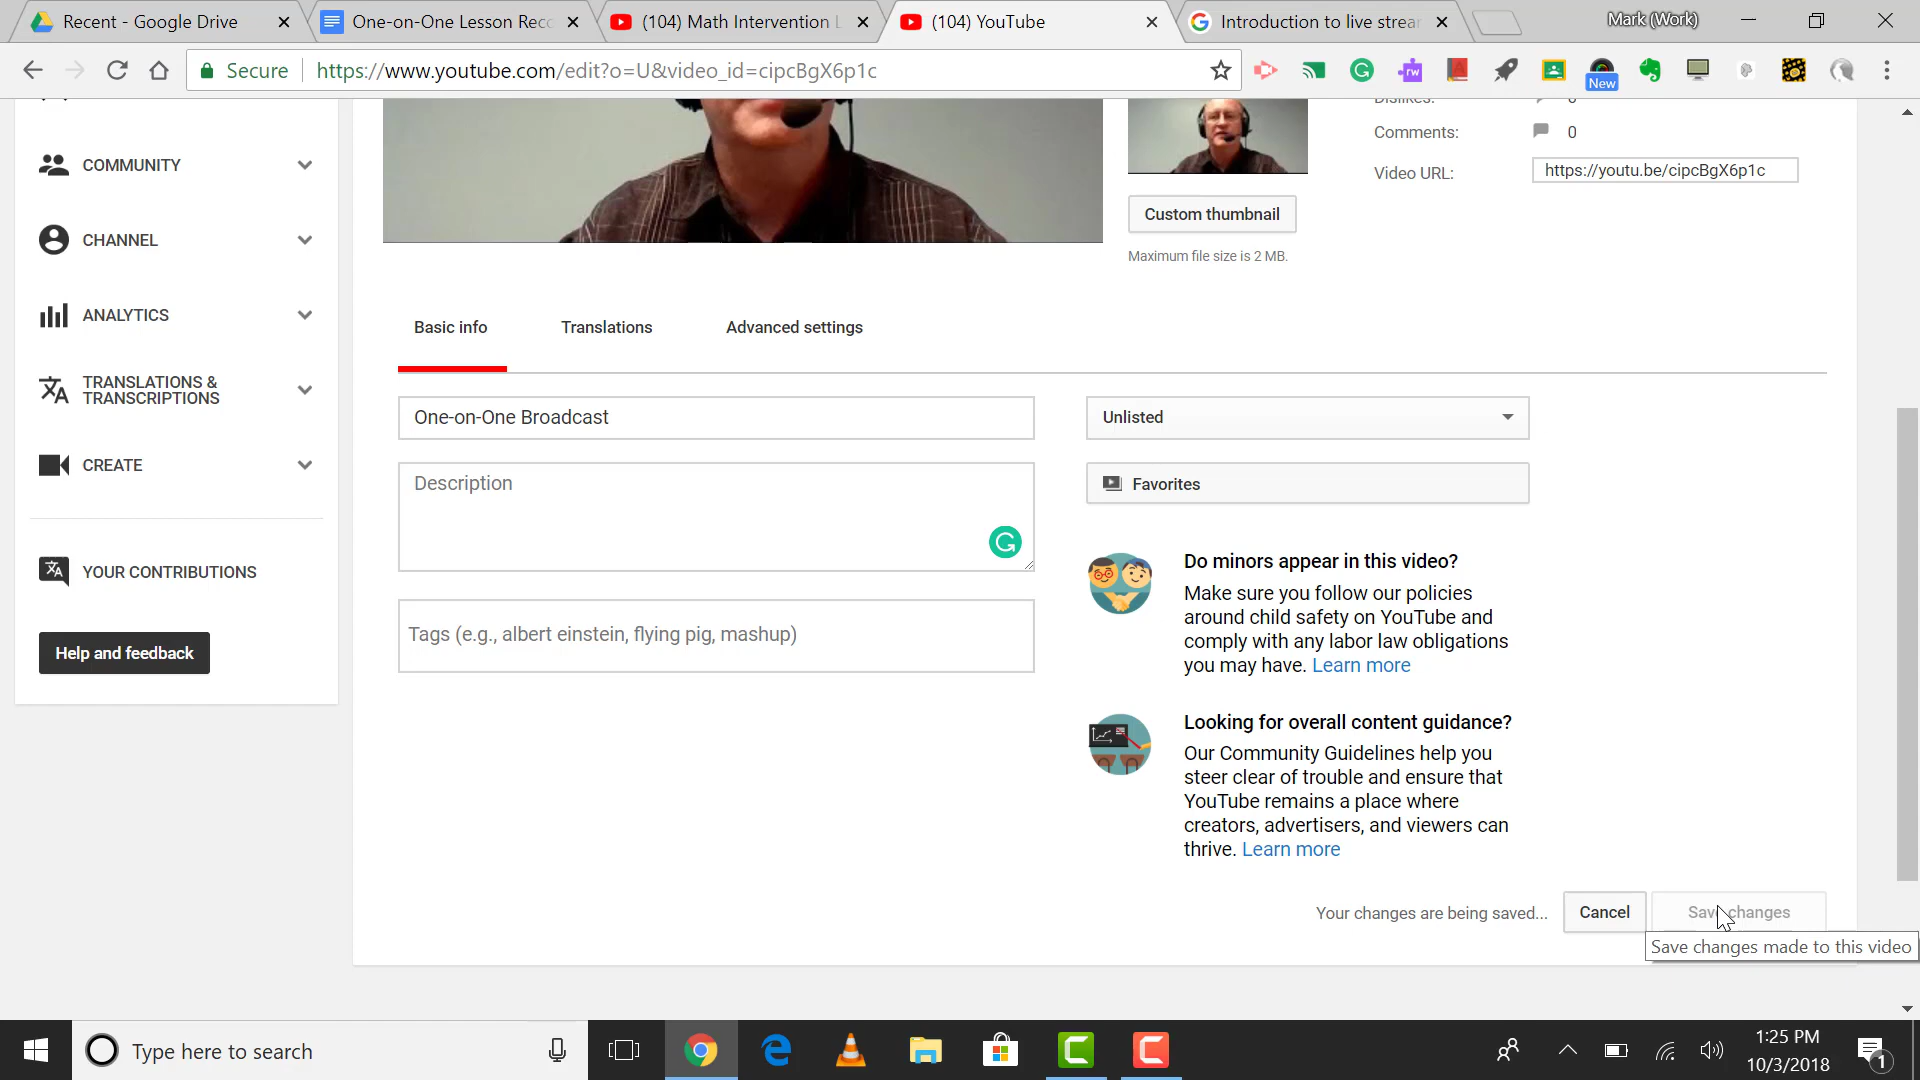 Recent - Google Drive
One-on-One Lesson Reco
(104) Math Intervention L
(104) YouTube
Introduction to live strear
Mark (Work)
Secure
https://www.youtube.com/edit?o=U&video_id=cipcBgX6p1c
rw
New
Dislikes: 0
COMMUNITY
Comments: 0
Video URL: https://youtu.be/cipcBgX6p1c
Custom thumbnail
CHANNEL
Maximum file size is 2 MB.
ANALYTICS
Basic info
Translations
Advanced settings
TRANSLATIONS &
TRANSCRIPTIONS
One-on-One Broadcast
Unlisted
CREATE
Description
Favorites
YOUR CONTRIBUTIONS
Do minors appear in this video?
Make sure you follow our policies
around child safety on YouTube and
comply with any labor law obligations
you may have. Learn more
Tags (e.g., albert einstein, flying pig, mashup)
Help and feedback
Looking for overall content guidance?
Our Community Guidelines help you
steer clear of trouble and ensure that
YouTube remains a place where
creators, advertisers, and viewers can
thrive. Learn more
Your changes are being saved...
Cancel
Save changes
Save changes made to this video
Type here to search
1:25 PM
10/3/2018
1